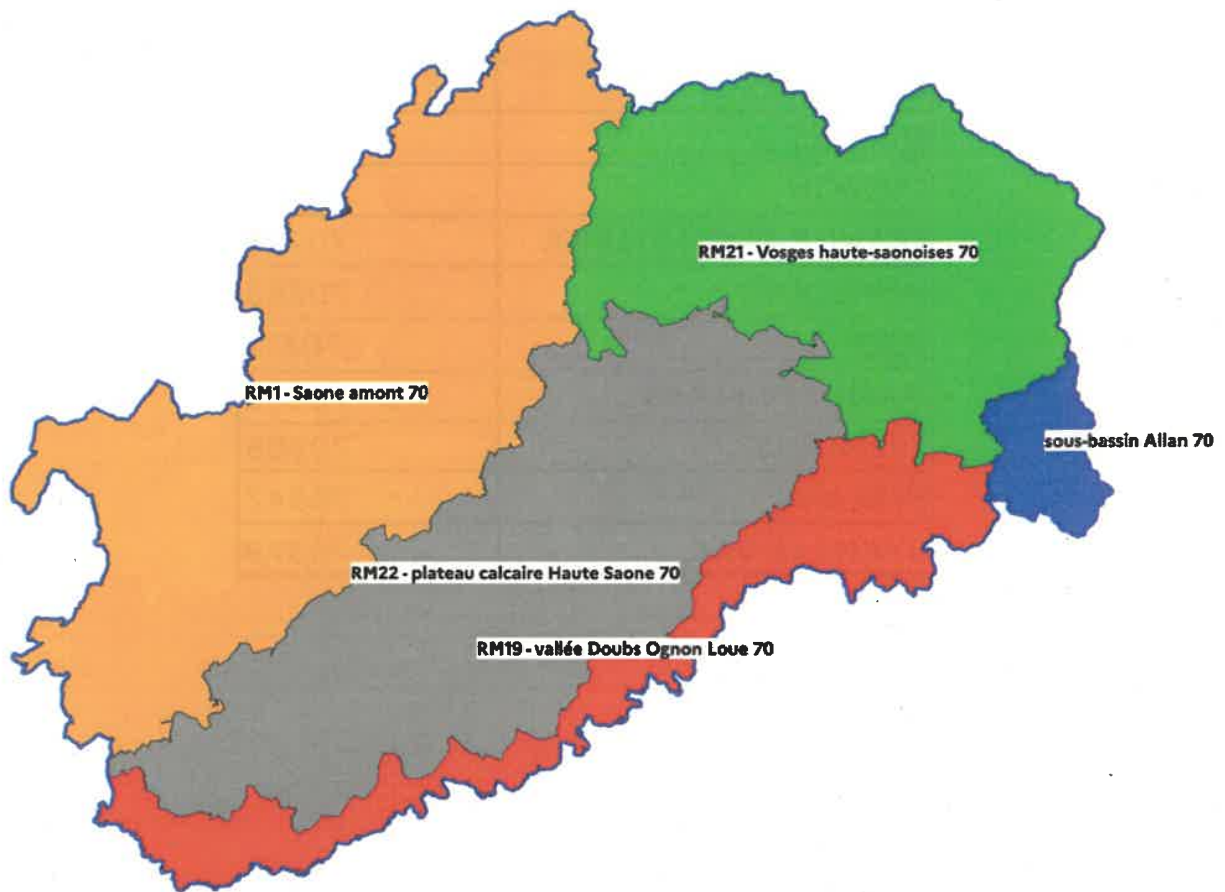 RM21 - Vosges haute-saonoises 70
RM1 - Saone amont 70
sous-bassin Allan 70
RM22 - plateau calcaire Haute Saone 70
RM19 - vallée Doubs Ognon Loue 70